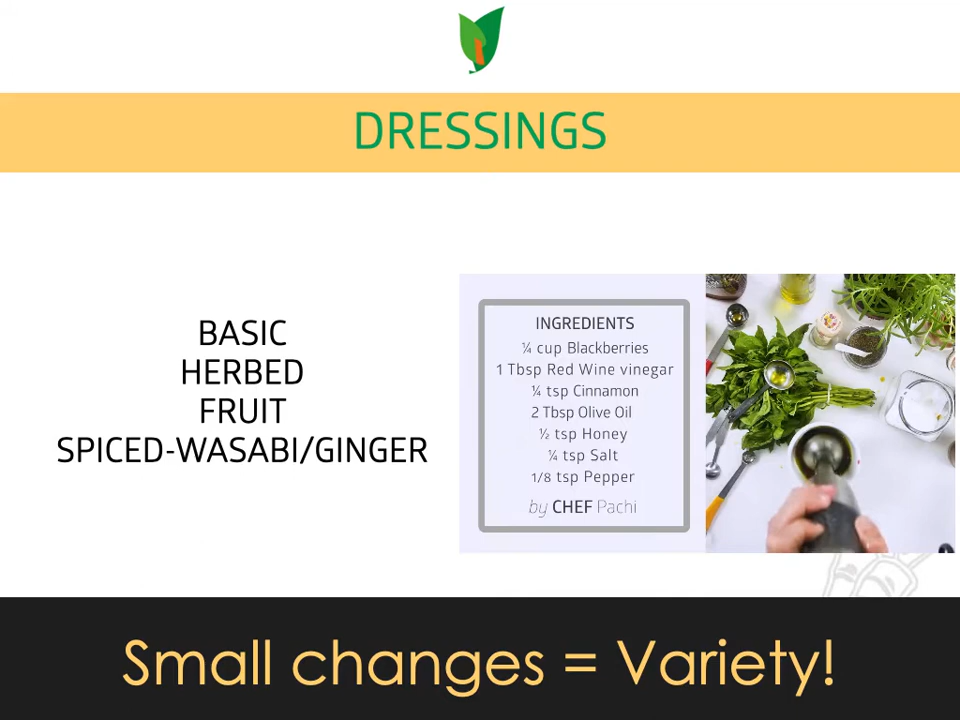 DRESSINGS
BASIC
HERBED
FRUIT
SPICED-WASABI/GINGER
INGREDIENTS
¼ cup Blackberries
1 Tbsp Red Wine vinegar
¼ tsp Cinnamon
2 Tbsp Olive Oil
½ tsp Honey
¼ tsp Salt
1/8 tsp Pepper
by CHEF Pachi
Small changes = Variety!